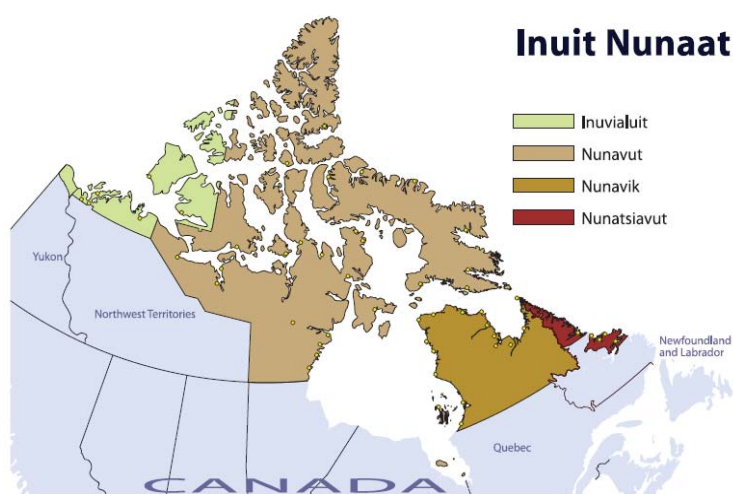 Inuit Nunaat
Inuvialuit
Nunavut
Nunavik
Nunatsiavut
Yukon
Northwest Territories
Newfoundland
and Labrador
Quebec
CANADA